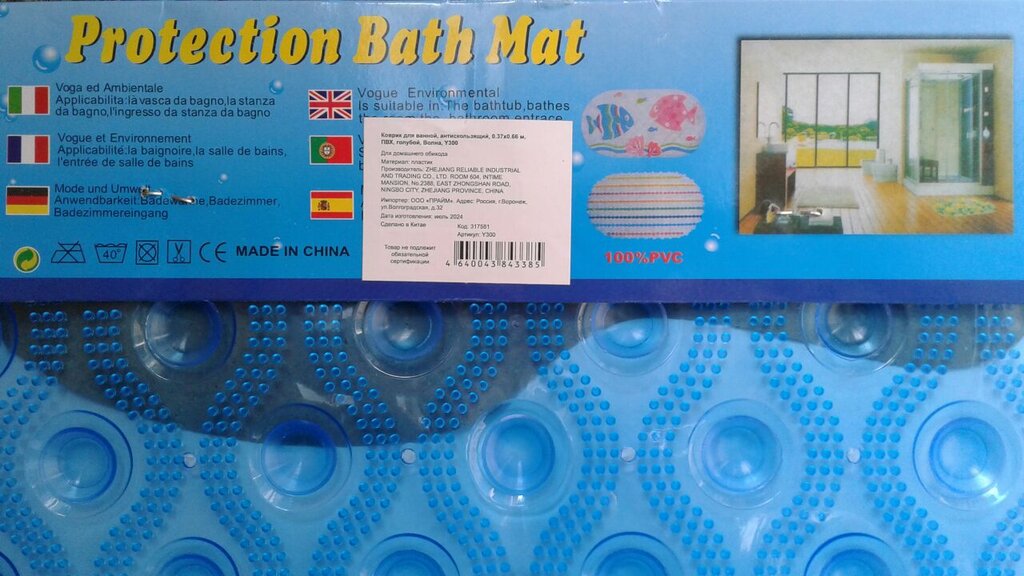 Protection Bath Mat
Voga ed Ambientale
Applicabilita:la vasca da bagno,la stanza
da bagno,l'ingresso da stanza da bagno
Vogue et Environnement
Applicabilité:la baignoire,la salle de bains,
l'entrée de salle de bains
Mode und
Anwendbarkeit:Badewanne,Badezimmer,
Badezimmereingang
Vogue Environmental
Is suitable in:The bathtub,bathes
40°
CE MADE IN CHINA
Коврик для ванной, антискользящий, 0.37х0.66 м,
ПВХ, голубой, Волна, Y300
Для домашнего обихода
Материал: пластик
Производитель: ZHEJIANG RELIABLE INDUSTRIAL
AND TRADING CO., LTD. ROOM 604, INTIME
MANSION, No.2388, EAST ZHONGSHAN ROAD,
NINGBO CITY, ZHEJIANG PROVINCE, CHINA
Импортер: ООО «ПРАЙМ». Адрес: Россия, г.Воронеж,
ул.Волгоградская, д.32
Дата изготовления: июль 2024
Сделано в Китае
Код: 317581
Артикул: Y300
Товар не подлежит
обязательной
сертификации
4 640043 843385
100%PVC